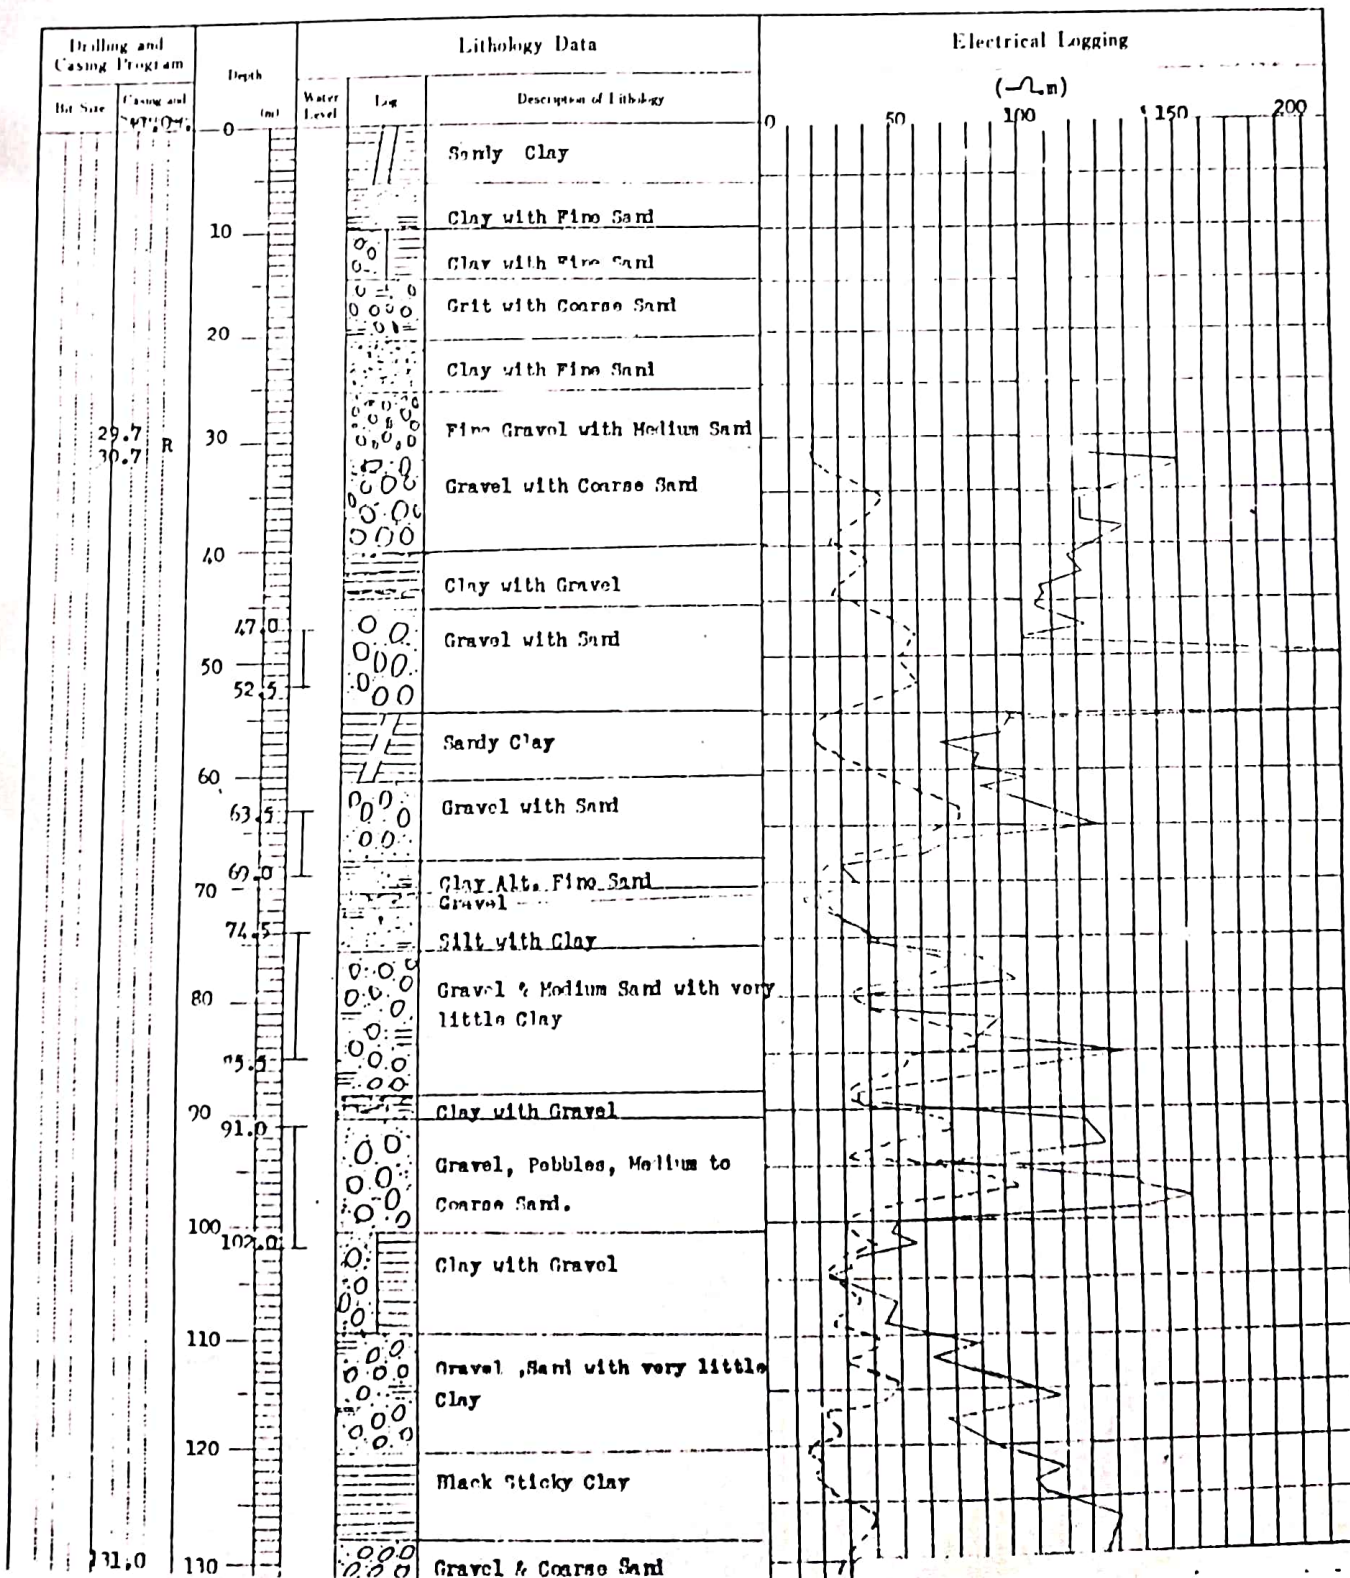 Drilling and
Casing Program
Depth
(m)
Lithology Data
Electrical Logging
(Ω.m)
Bit Size
Casing and
Water
Level
Log
Description of Lithology
0
50
100
150
200
0
Sandy Clay
Clay with Fine Sand
10
Clay with Fine Sand
Grit with Coarse Sand
20
Clay with Fine Sand
29.7
30.7
R
30
Fine Gravel with Medium Sand
Gravel with Coarse Sand
40
Clay with Gravel
47.0
Gravel with Sand
50
52.5
Sandy Clay
60
63.5
Gravel with Sand
69.0
70
Clay Alt. Fine Sand
Gravel
74.5
Silt with Clay
80
Gravel & Medium Sand with very
little Clay
90
Clay with Gravel
91.0
Gravel, Pebbles, Medium to
Coarse Sand.
100
102.0
Clay with Gravel
110
Gravel ,Sand with very little
Clay
120
Black Sticky Clay
131.0
130
Gravel & Coarse Sand